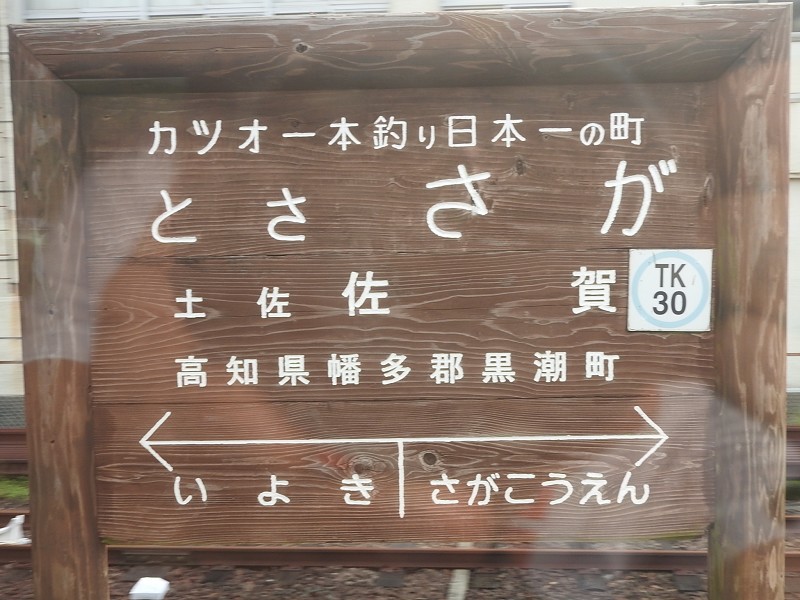 カツオ一本釣り日本一の町
とさ さが
土佐 佐賀
TK
30
高知県幡多郡黒潮町
いよき さがこうえん